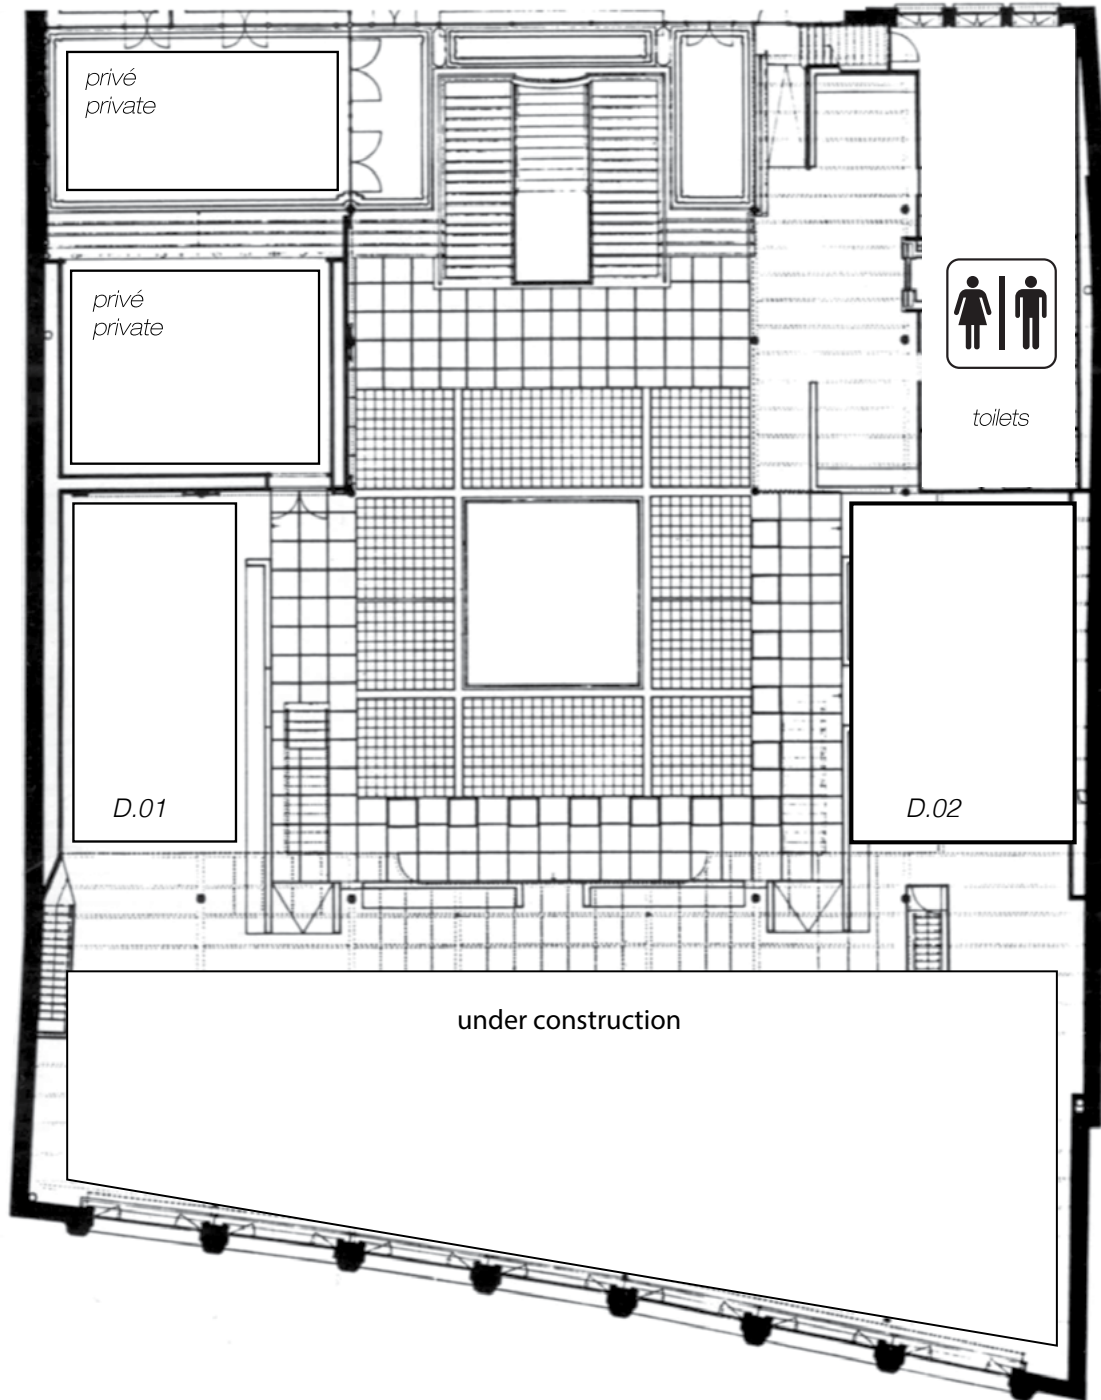 privé
private
privé
private
toilets
D.01
D.02
under construction